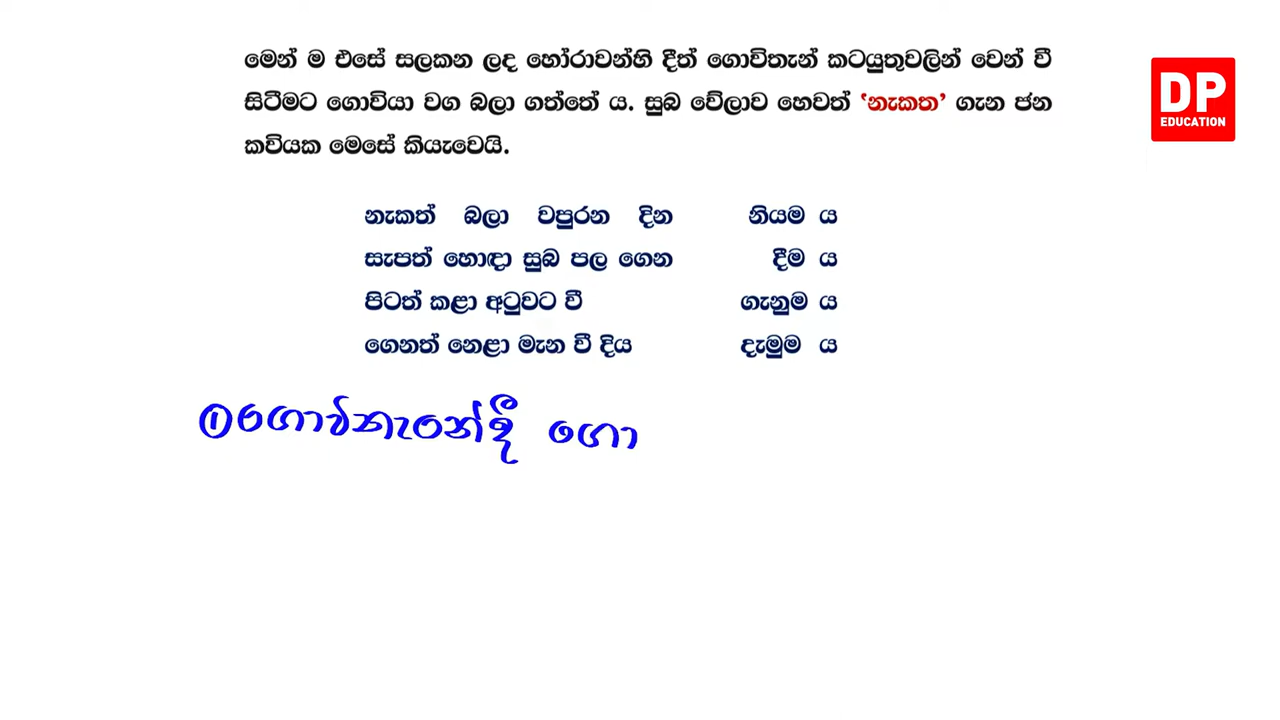 මෙන් ම එසේ සලකන ලද හෝරාවන්හි දීත් ගොවිතැන් කටයුතුවලින් වෙන් වී
සිටීමට ගොවියා වග බලා ගත්තේ ය. සුබ වේලාව හෙවත් ‘නැකත’ ගැන ජන
කවියක මෙසේ කියැවෙයි.
DP
EDUCATION
නැකත් බලා වපුරන දින නියම ය
සැපත් හොඳා සුබ පල ගෙන දීම ය
පිටත් කළා අටුවට වී ගැනුම ය
ගෙනත් නෙළා මැන වී දිය දැමුම ය
① ගොවිතැනේදී ගො